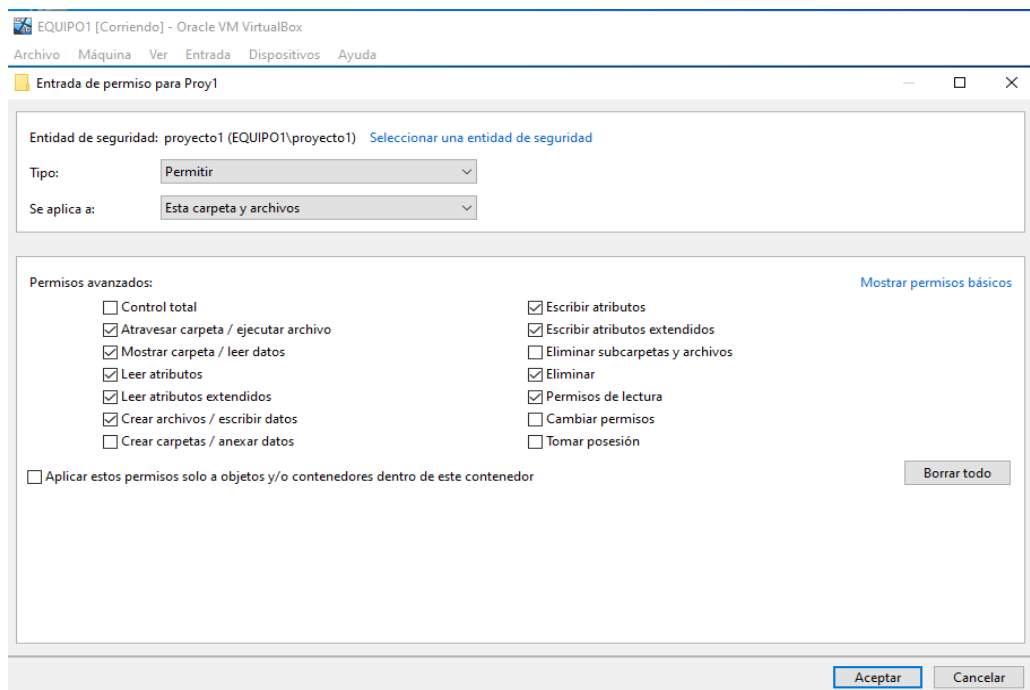 EQUIPO1 [Corriendo] - Oracle VM VirtualBox
Archivo Máquina Ver Entrada Dispositivos Ayuda
Entrada de permiso para Proy1
Entidad de seguridad: proyecto1 (EQUIPO1\proyecto1) Seleccionar una entidad de seguridad
Tipo: Permitir
Se aplica a: Esta carpeta y archivos
Permisos avanzados: Mostrar permisos básicos
Control total Escribir atributos
Atravesar carpeta / ejecutar archivo Escribir atributos extendidos
Mostrar carpeta / leer datos Eliminar subcarpetas y archivos
Leer atributos Eliminar
Leer atributos extendidos Permisos de lectura
Crear archivos / escribir datos Cambiar permisos
Crear carpetas / anexar datos Tomar posesión
Aplicar estos permisos solo a objetos y/o contenedores dentro de este contenedor Borrar todo
Aceptar Cancelar